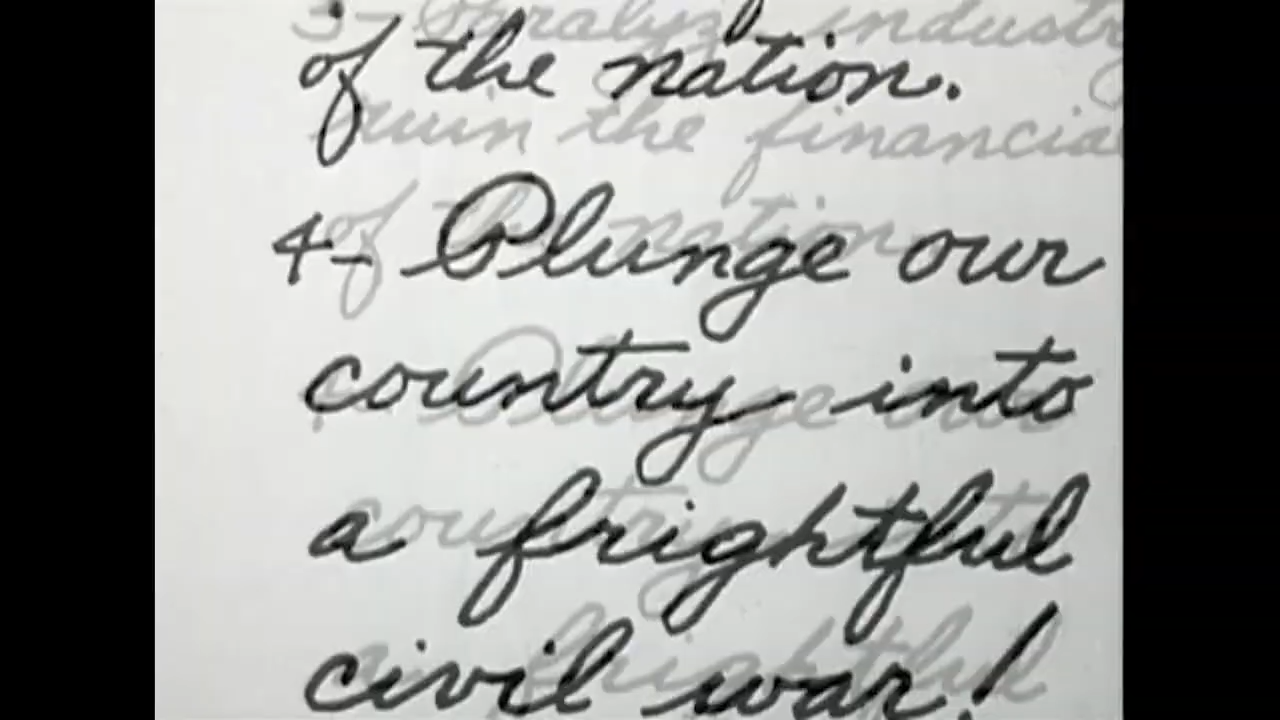 of the nation.
4- Plunge our
country into
a frightful
civil war!